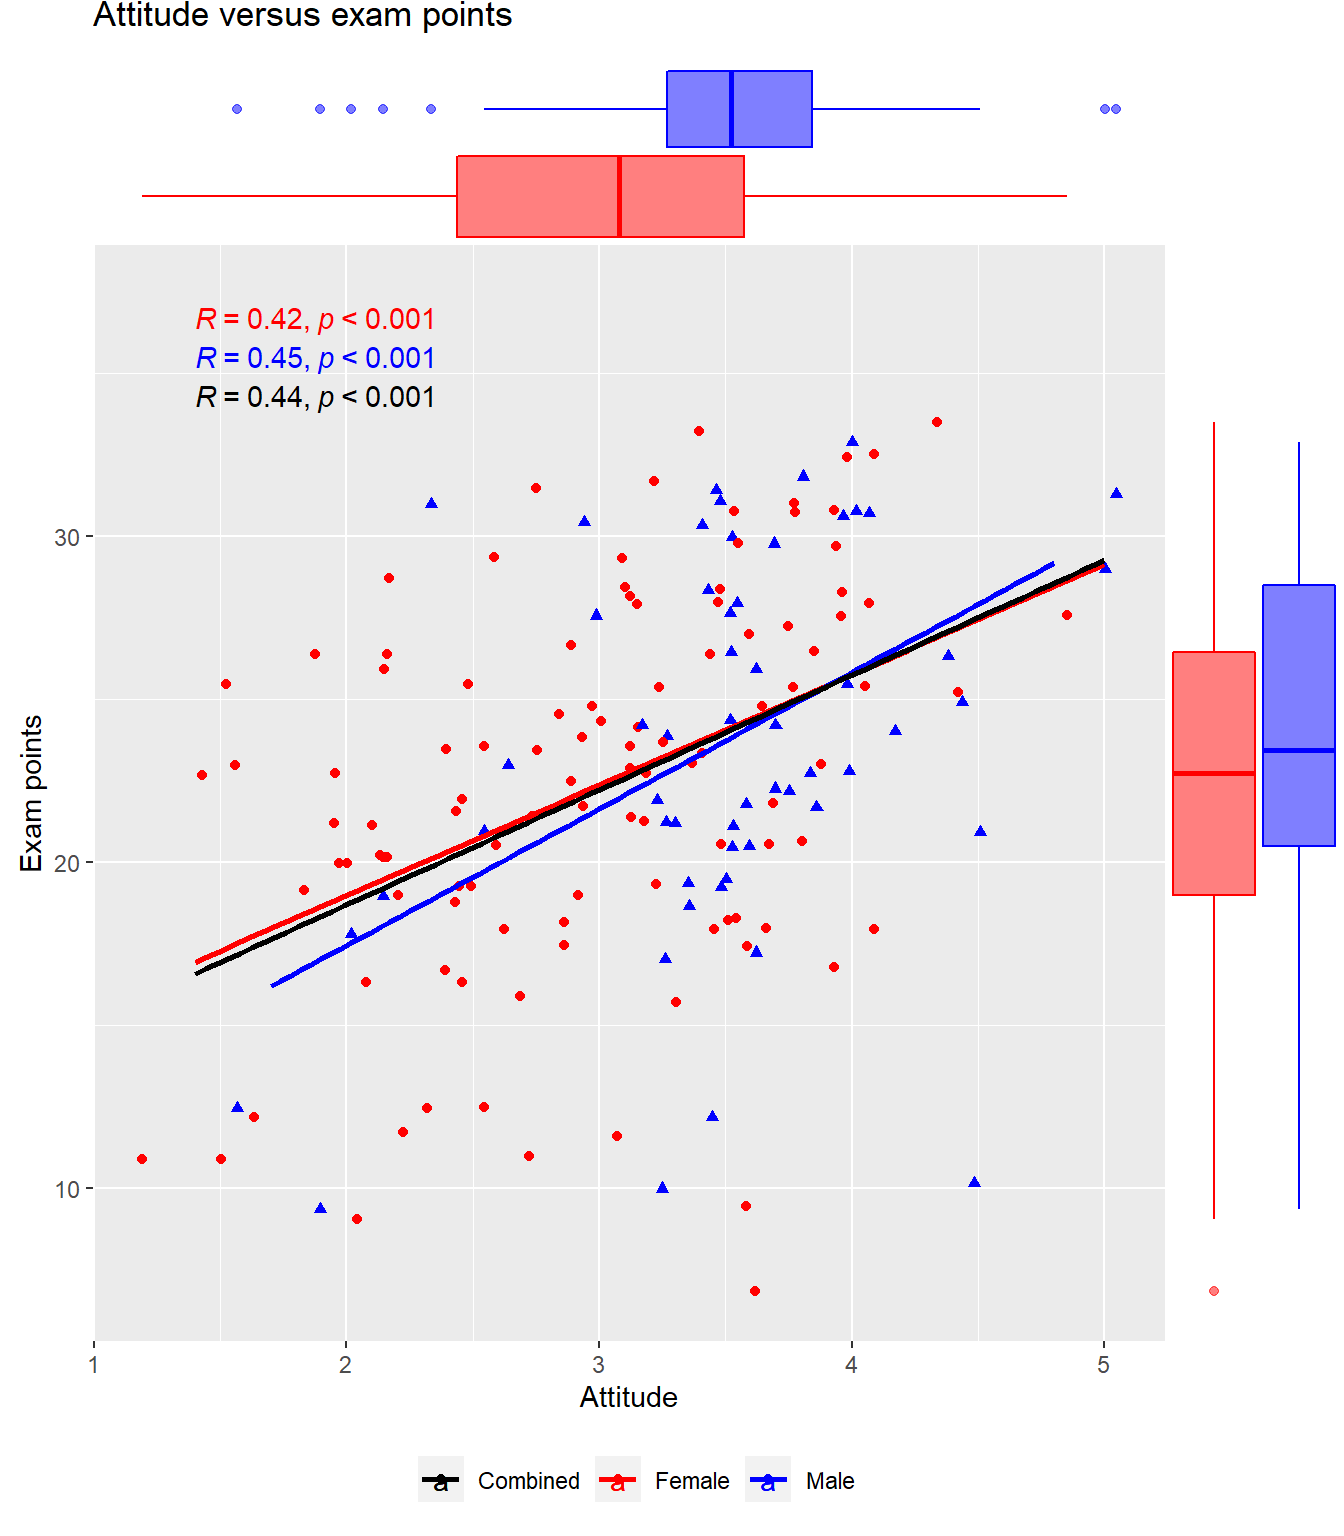 Attitude versus exam points
R = 0.42, p < 0.001
R = 0.45, p < 0.001
R = 0.44, p < 0.001
Exam points
30
20
10
1 2 3 4 5
Attitude
a Combined a Female a Male